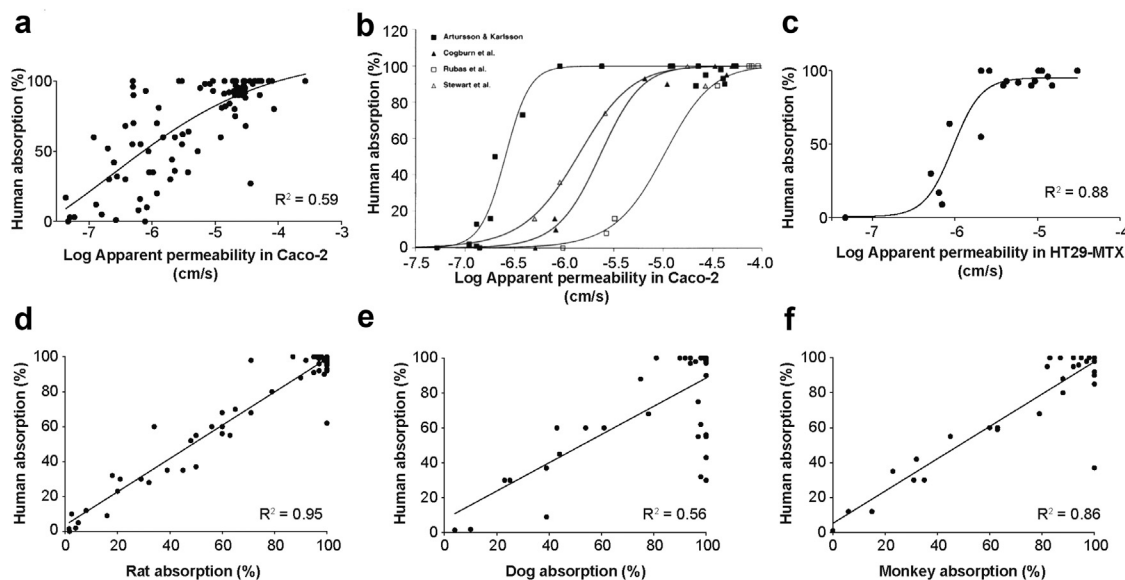 a
Human absorption (%)
100
50
0
-7
-6
-5
-4
-3
R² = 0.59
Log Apparent permeability in Caco-2
(cm/s)
b
Human absorption (%)
120
100
80
60
40
20
0
Artursson & Karlsson
Cogburn et al.
Rubas et al.
Stewart et al.
-7.5
-7.0
-6.5
-6.0
-5.5
-5.0
-4.5
-4.0
Log Apparent permeability in Caco-2
(cm/s)
c
Human absorption (%)
100
50
0
-7
-6
-5
-4
R² = 0.88
Log Apparent permeability in HT29-MTX
(cm/s)
d
Human absorption (%)
100
80
60
40
20
0
0
20
40
60
80
100
R² = 0.95
Rat absorption (%)
e
Human absorption (%)
100
80
60
40
20
0
0
20
40
60
80
100
R² = 0.56
Dog absorption (%)
f
Human absorption (%)
100
80
60
40
20
0
0
20
40
60
80
100
R² = 0.86
Monkey absorption (%)